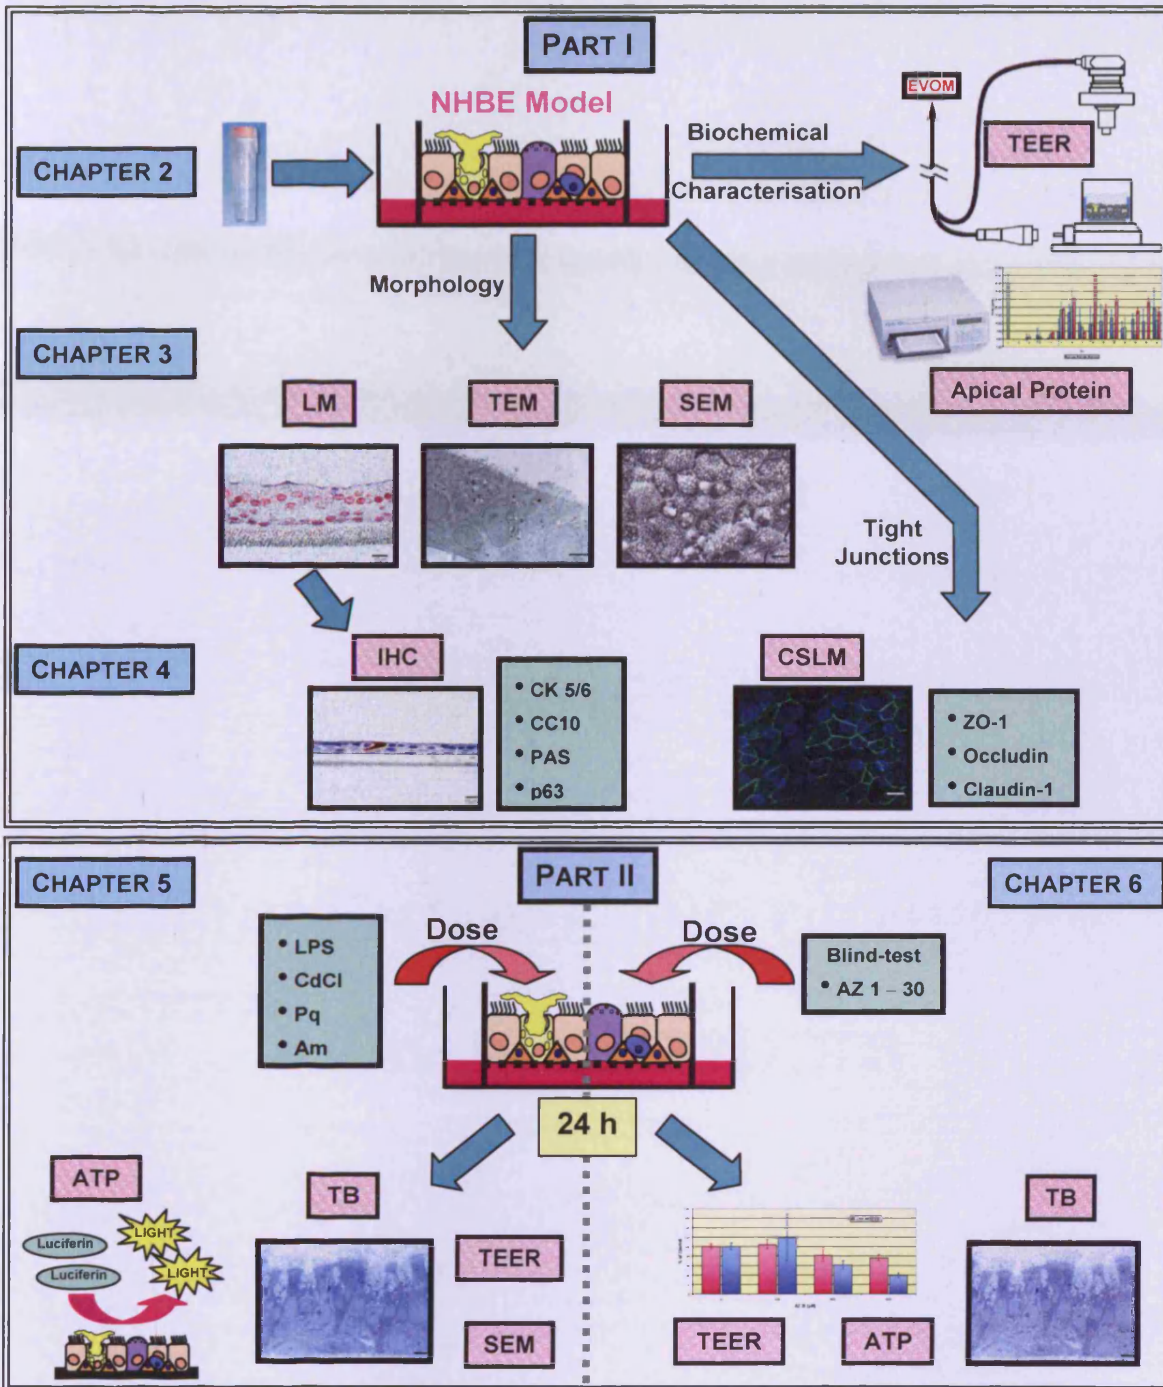 PART I
NHBE Model
EVOM
Biochemical
Characterisation
TEER
CHAPTER 2
Morphology
Apical Protein
CHAPTER 3
LM
TEM
SEM
Tight
Junctions
CHAPTER 4
IHC
• CK 5/6
• CC10
• PAS
• p63
CSLM
• ZO-1
• Occludin
• Claudin-1
CHAPTER 5
PART II
CHAPTER 6
• LPS
• CdCl
• Pq
• Am
Dose
Dose
Blind-test
• AZ 1 – 30
24 h
ATP
Luciferin
Luciferin
LIGHT
LIGHT
TB
TEER
SEM
TEER
ATP
TB